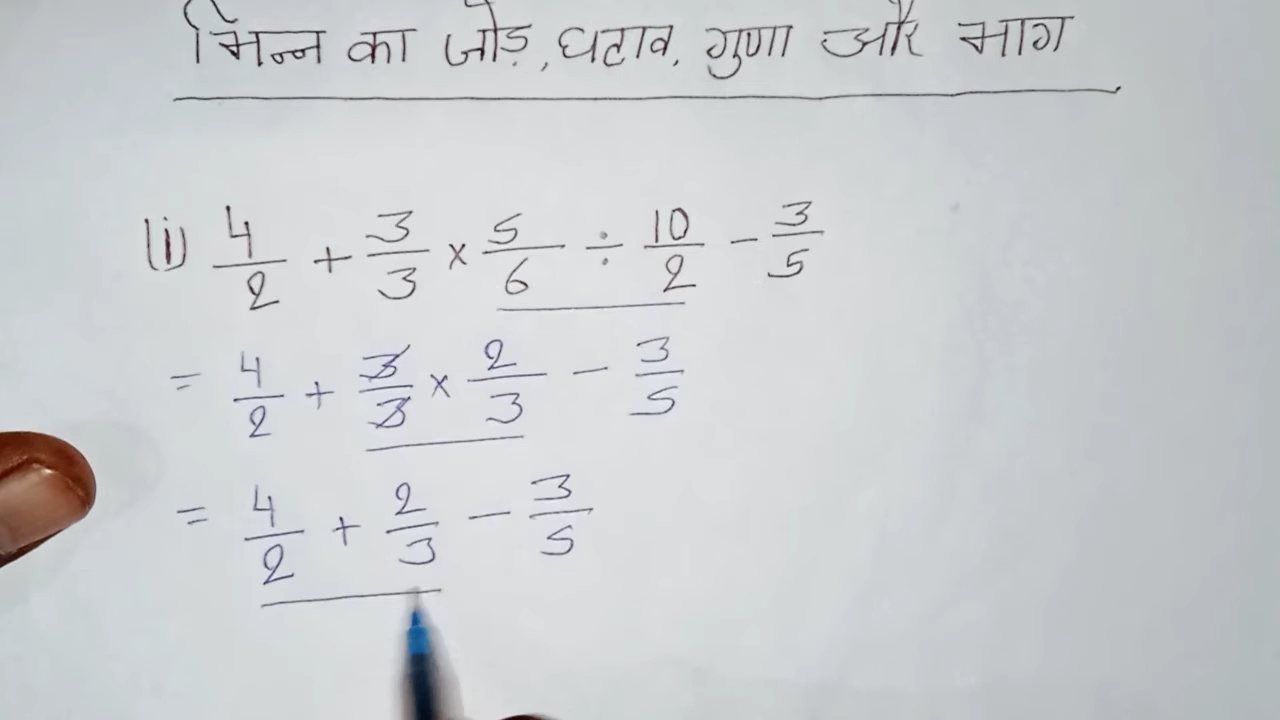 भिन्न का जोड़, घटाव, गुणा और भाग
(i) 4/2 + 3/3 × 5/6 ÷ 10/2 - 3/5
= 4/2 + 3/3 × 2/3 - 3/5
= 4/2 + 2/3 - 3/5